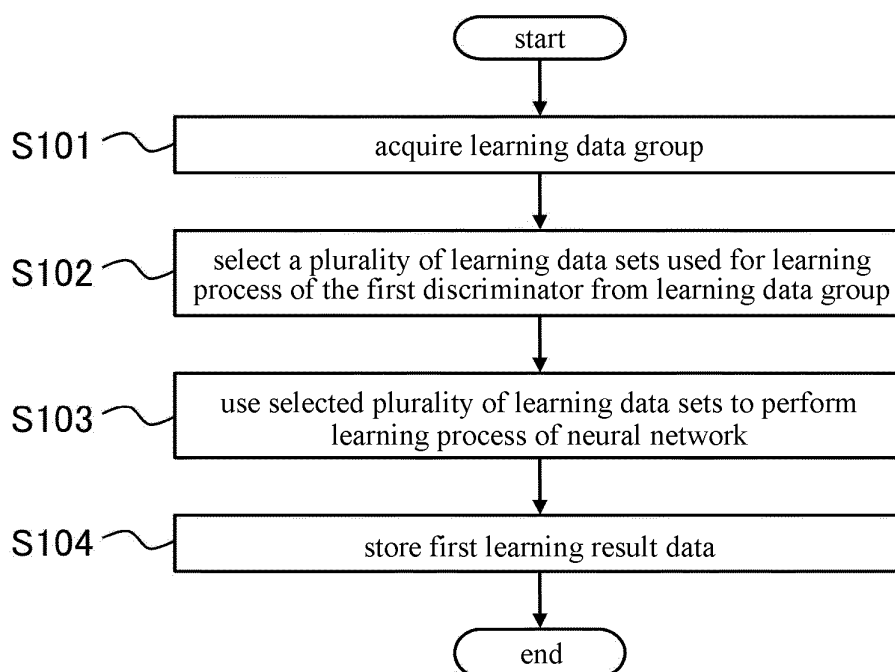 start
S101
acquire learning data group
S102
select a plurality of learning data sets used for learning
process of the first discriminator from learning data group
S103
use selected plurality of learning data sets to perform
learning process of neural network
S104
store first learning result data
end